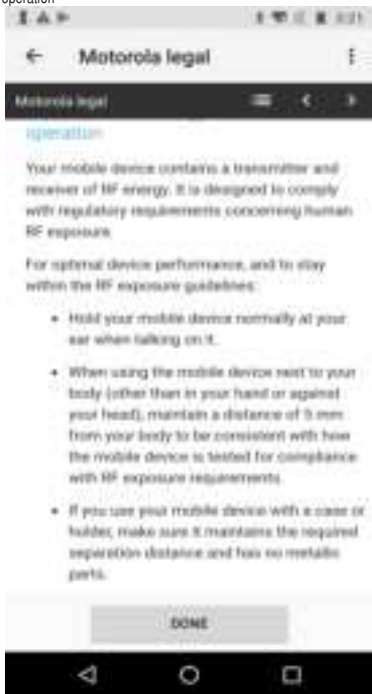 operation
Motorola legal
Motorola legal
operation
Your mobile device contains a transmitter and
receiver of RF energy. It is designed to comply
with regulatory requirements concerning human
RF exposure.
For optimal device performance, and to stay
within the RF exposure guidelines:
• Hold your mobile device normally at your
ear when talking on it.
• When using the mobile device next to your
body (other than in your hand or against
your head), maintain a distance of 5 mm
from your body to be consistent with how
the mobile device is tested for compliance
with RF exposure requirements.
• If you use your mobile device with a case or
holder, make sure it maintains the required
separation distance and has no metallic
parts.
DONE